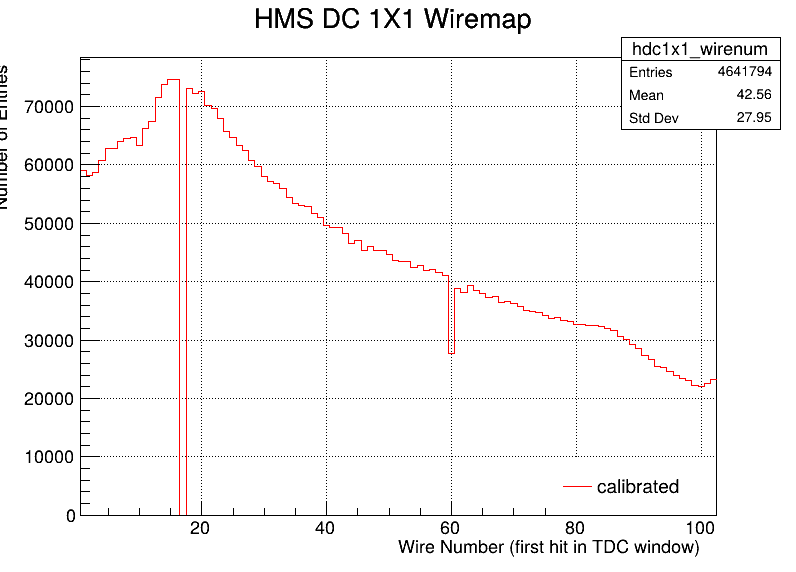 HMS DC 1X1 Wiremap
hdc1x1_wirenum
Entries 4641794
Mean 42.56
Std Dev 27.95
Number of Entries
70000
60000
50000
40000
30000
20000
10000
0
calibrated
20 40 60 80 100
Wire Number (first hit in TDC window)